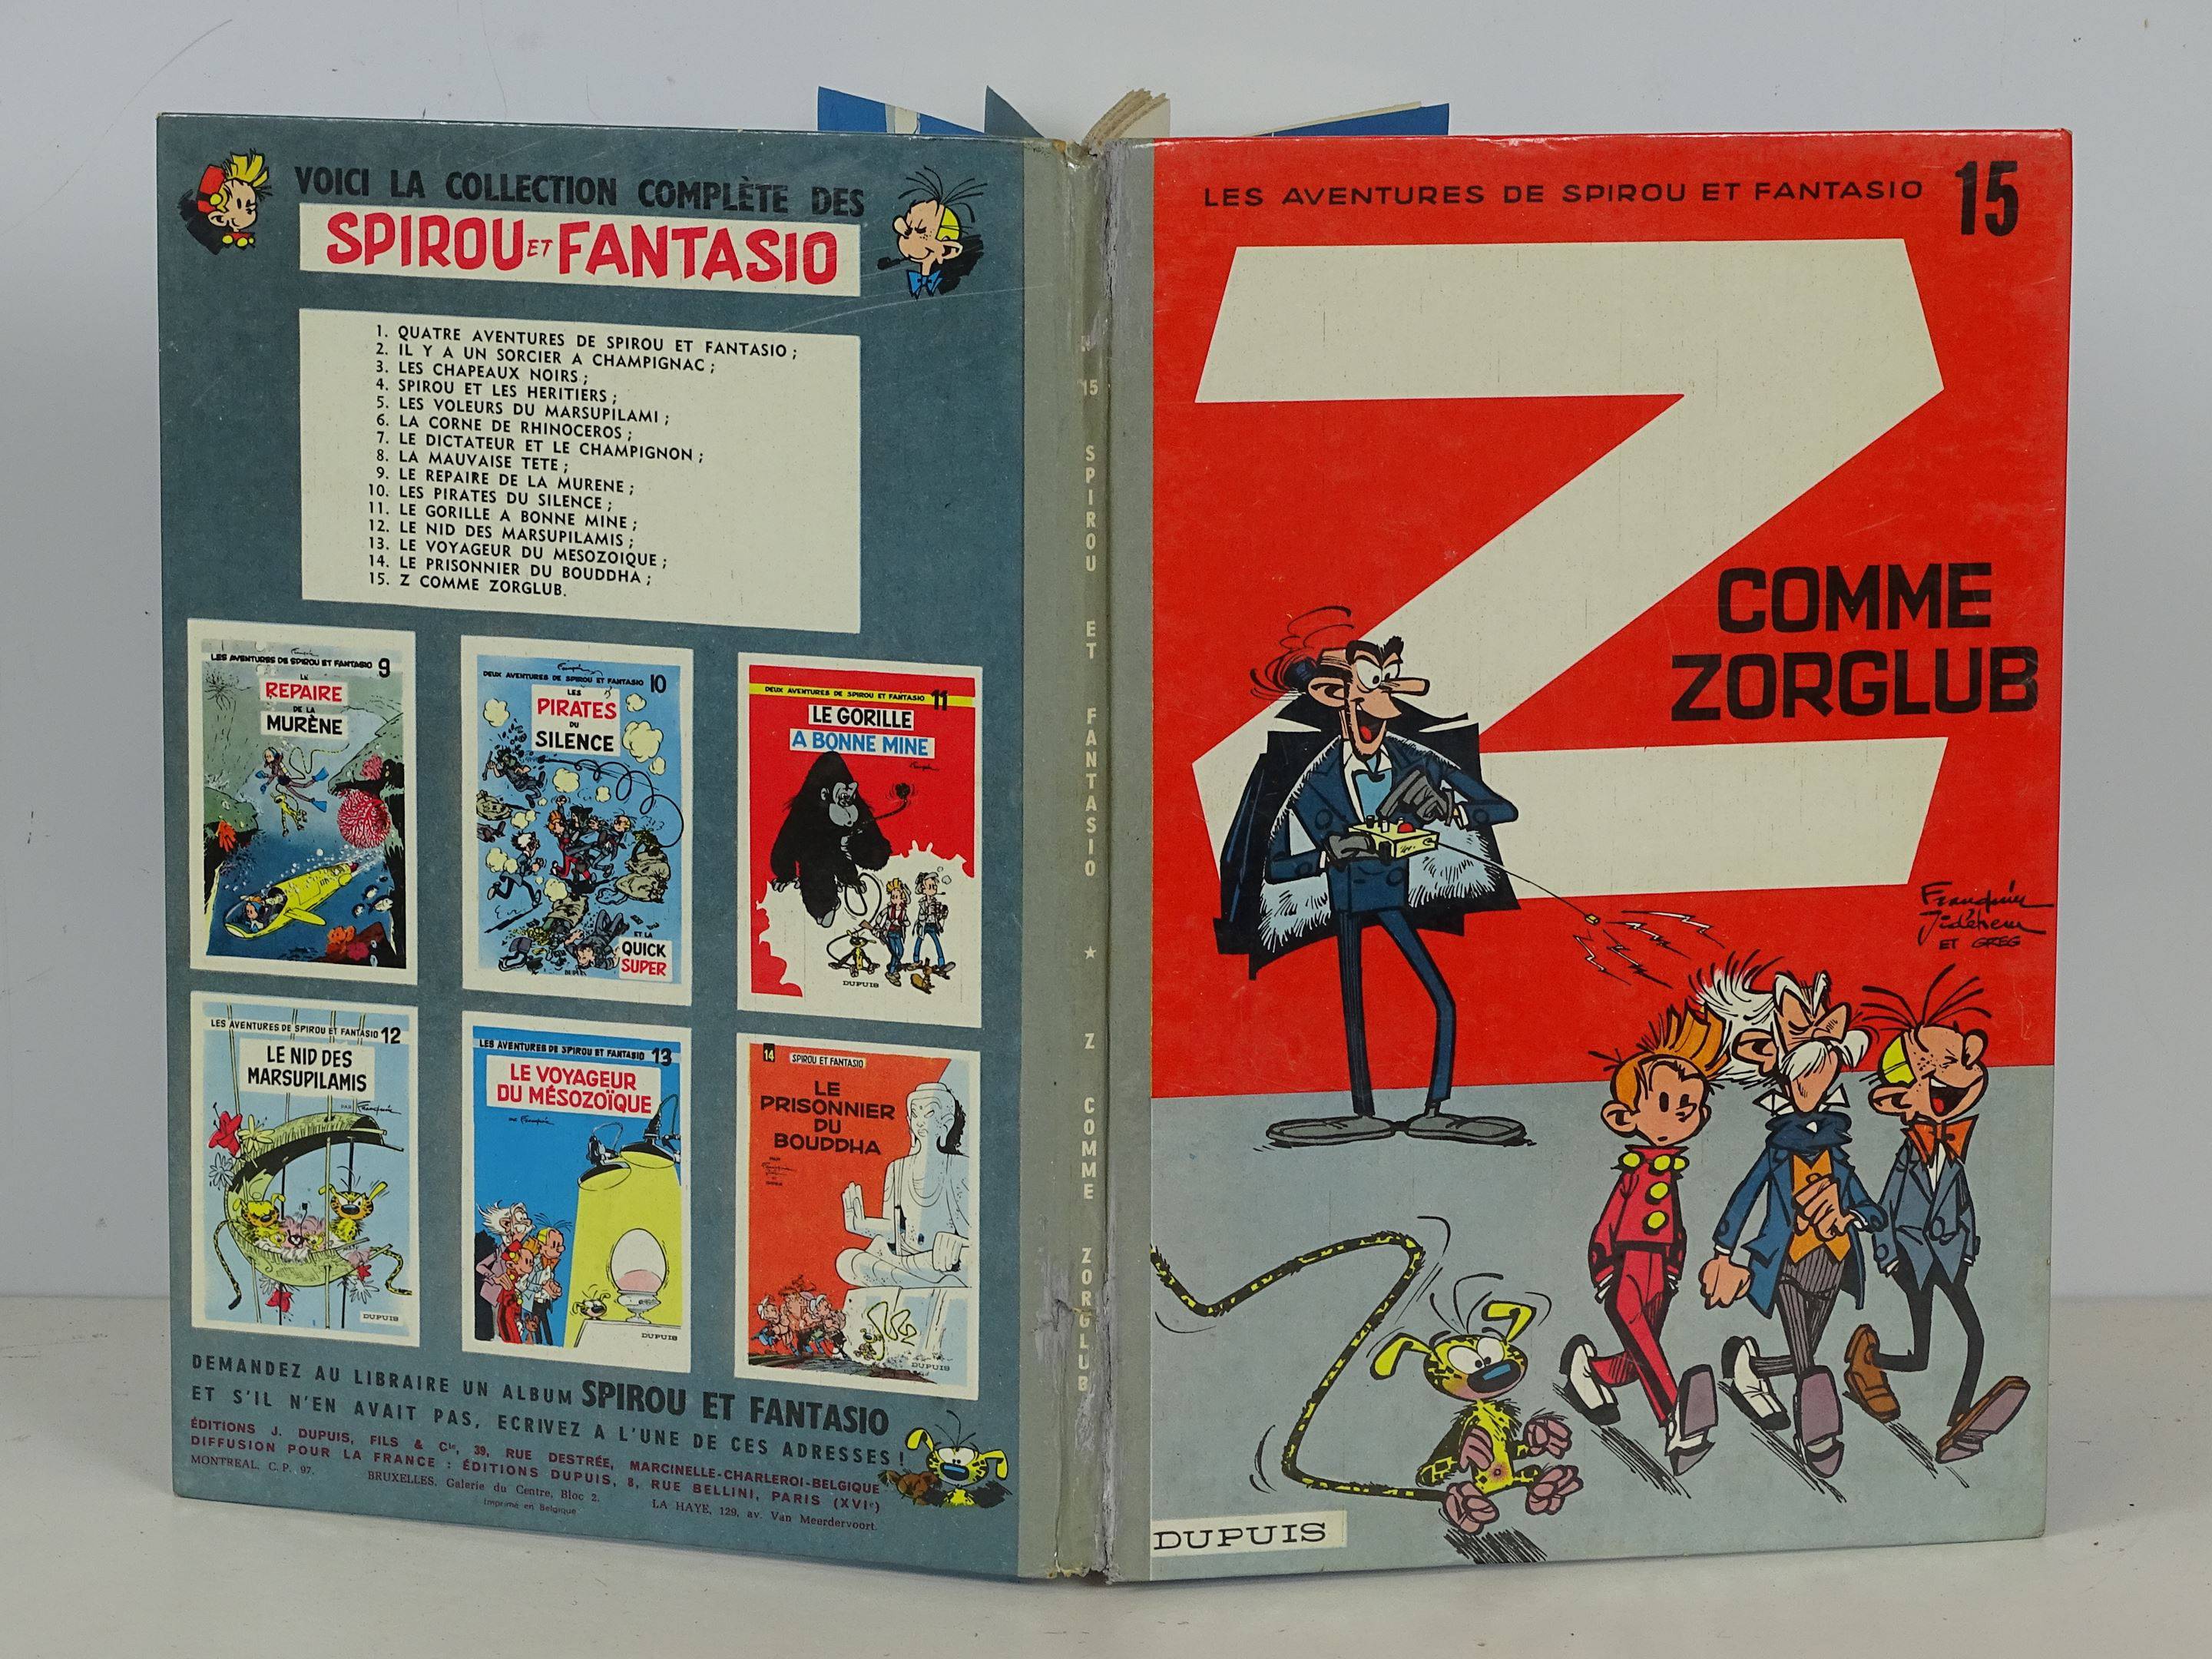 VOICI LA COLLECTION COMPLÈTE DES
SPIROU ET FANTASIO
1. QUATRE AVENTURES DE SPIROU ET FANTASIO ;
2. IL Y A UN SORCIER A CHAMPIGNAC ;
3. LES CHAPEAUX NOIRS ;
4. SPIROU ET LES HERITIERS ;
5. LES VOLEURS DU MARSUPILAMI ;
6. LA CORNE DE RHINOCEROS ;
7. LE DICTATEUR ET LE CHAMPIGNON ;
8. LA MAUVAISE TETE ;
9. LE REPAIRE DE LA MURENE ;
10. LES PIRATES DU SILENCE ;
11. LE GORILLE A BONNE MINE ;
12. LE NID DES MARSUPILAMIS ;
13. LE VOYAGEUR DU MESOZOIQUE ;
14. LE PRISONNIER DU BOUDDHA ;
15. Z COMME ZORGLUB.
Franquin
LES AVENTURES DE SPIROU ET FANTASIO 9
LE
REPAIRE
DE LA
MURÈNE
Franquin
DEUX AVENTURES DE SPIROU ET FANTASIO 10
LES
PIRATES
DU
SILENCE
ET LA
QUICK
SUPER
DEUX AVENTURES DE SPIROU ET FANTASIO 11
LE GORILLE
A BONNE MINE
Franquin
DUPUIS
LES AVENTURES DE SPIROU ET FANTASIO 12
LE NID DES
MARSUPILAMIS
PAR Franquin
DUPUIS
LES AVENTURES DE SPIROU ET FANTASIO 13
LE VOYAGEUR
DU MÉSOZOÏQUE
PAR Franquin
DUPUIS
14 SPIROU ET FANTASIO
LE
PRISONNIER
DU
BOUDDHA
PAR
DUPUIS
DEMANDEZ AU LIBRAIRE UN ALBUM SPIROU ET FANTASIO
ET S'IL N'EN AVAIT PAS, ECRIVEZ A L'UNE DE CES ADRESSES !
ÉDITIONS J. DUPUIS, FILS & Cie, 39, RUE DESTRÉE, MARCINELLE-CHARLEROI-BELGIQUE
DIFFUSION POUR LA FRANCE : ÉDITIONS DUPUIS, 8, RUE BELLINI, PARIS (XVIe)
MONTREAL, C. P. 97. BRUXELLES, Galerie du Centre, Bloc 2. LA HAYE, 129, av. Van Meerdervoort.
Imprimé en Belgique
15 SPIROU ET FANTASIO ★ Z COMME ZORGLUB
LES AVENTURES DE SPIROU ET FANTASIO 15
Z
COMME
ZORGLUB
Franquin
Jidéhem
ET GREG
DUPUIS